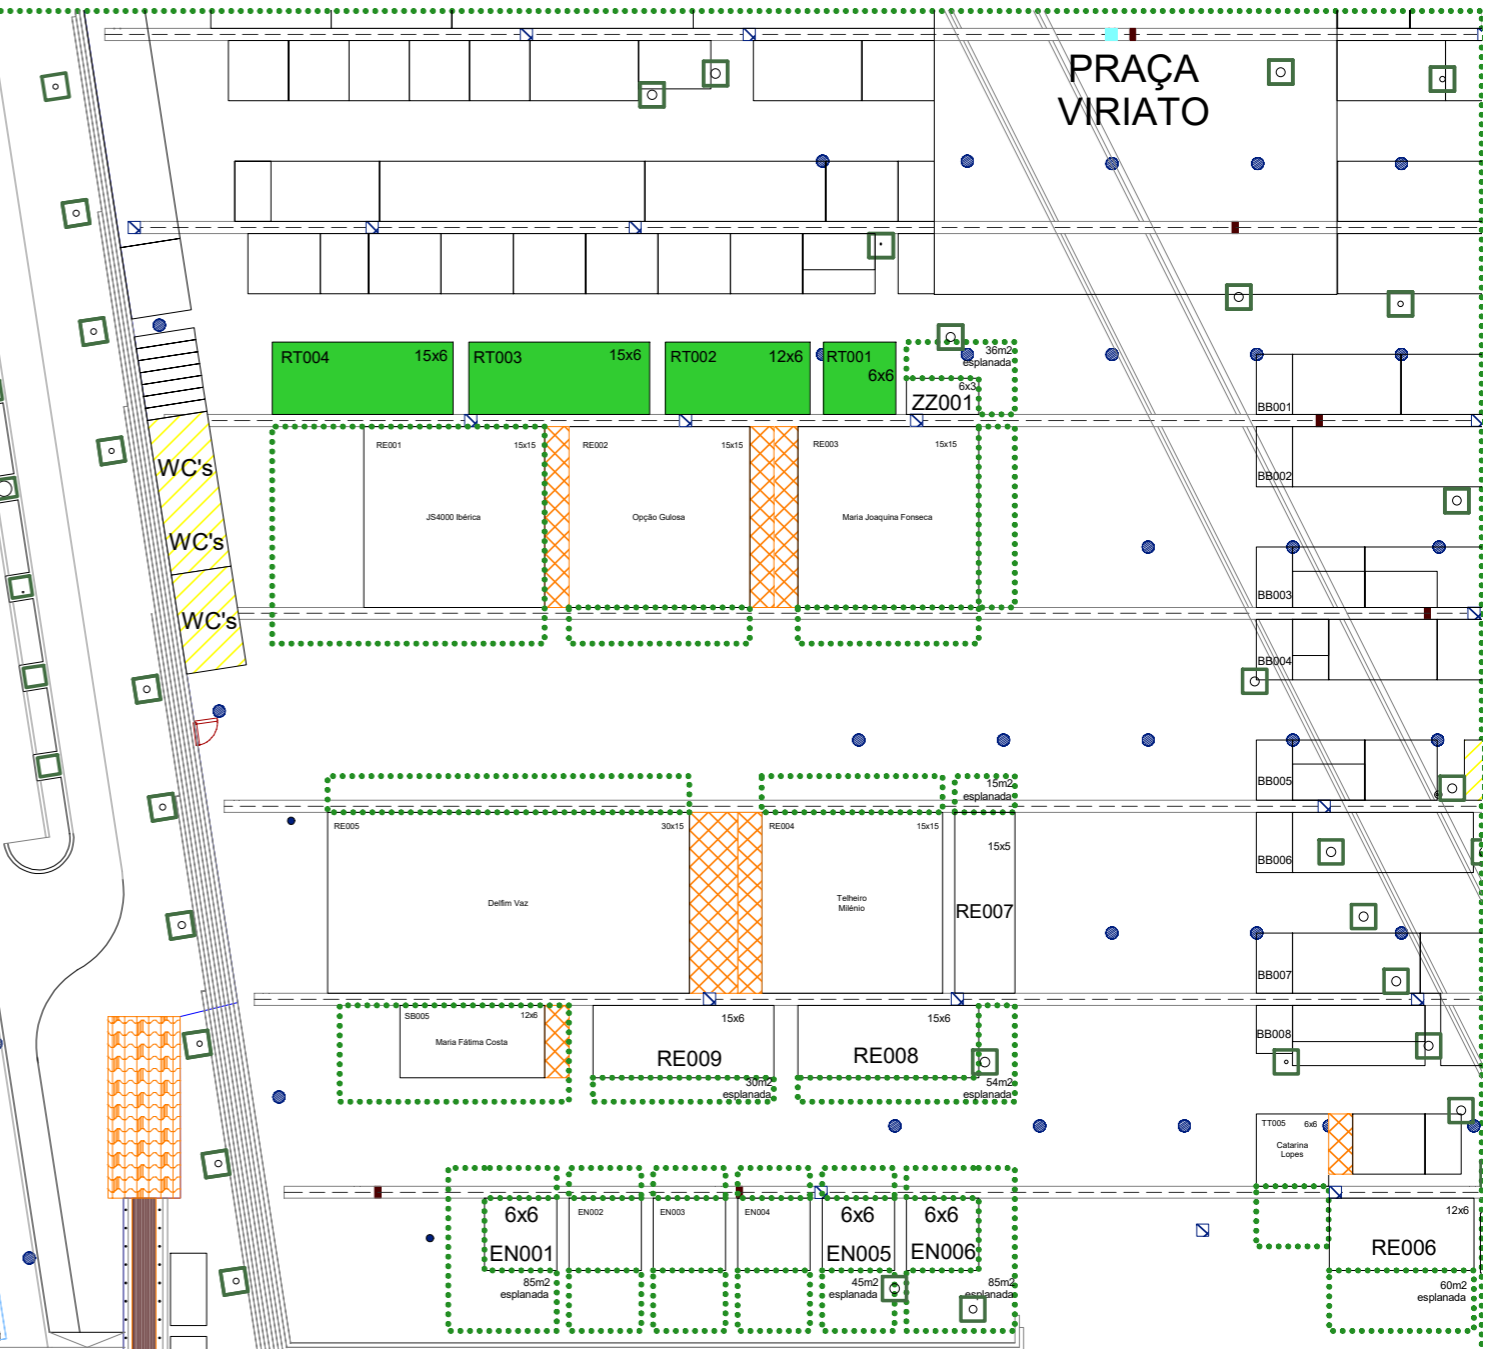 PRAÇA
VIRIATO
RT004 15x6
RT003 15x6
RT002 12x6
RT001
6x6
36m2
esplanada
6x3
ZZ001
BB001
RE001 15x15
JS4000 Ibérica
RE002 15x15
Opção Gulosa
RE003 15x15
Maria Joaquina Fonseca
WC's
WC's
WC's
BB002
BB003
BB004
BB005
15m2
esplanada
RE005 30x15
Delfim Vaz
RE004 15x15
Telheiro
Milénio
15x5
RE007
BB006
BB007
BB008
SB005 12x6
Maria Fátima Costa
15x6
RE009
30m2
esplanada
15x6
RE008
54m2
esplanada
TT005 6x6
Catarina
Lopes
6x6
EN001
85m2
esplanada
EN002
EN003
EN004
6x6
EN005
45m2
esplanada
6x6
EN006
85m2
esplanada
12x6
RE006
60m2
esplanada